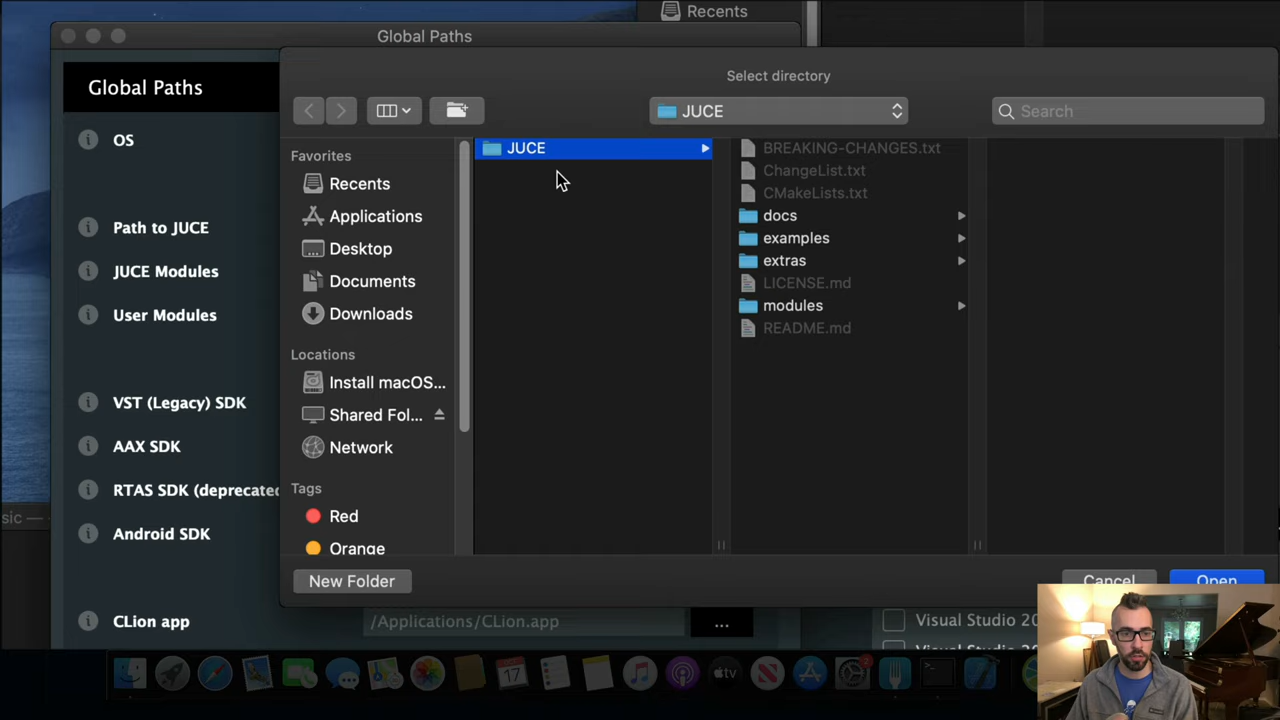 Recents
Global Paths
Select directory
Global Paths
JUCE
Search
OS
Favorites
JUCE
BREAKING-CHANGES.txt
ChangeList.txt
Recents
CMakeLists.txt
Applications
docs
Path to JUCE
examples
Desktop
extras
JUCE Modules
Documents
LICENSE.md
User Modules
Downloads
modules
README.md
Locations
Install macOS...
VST (Legacy) SDK
Shared Fol...
AAX SDK
Network
RTAS SDK (deprecated
Tags
sic —
Red
Android SDK
Orange
New Folder
Cancel
Open
CLion app
/Applications/CLion.app
...
Visual Studio 20
17
tv
2